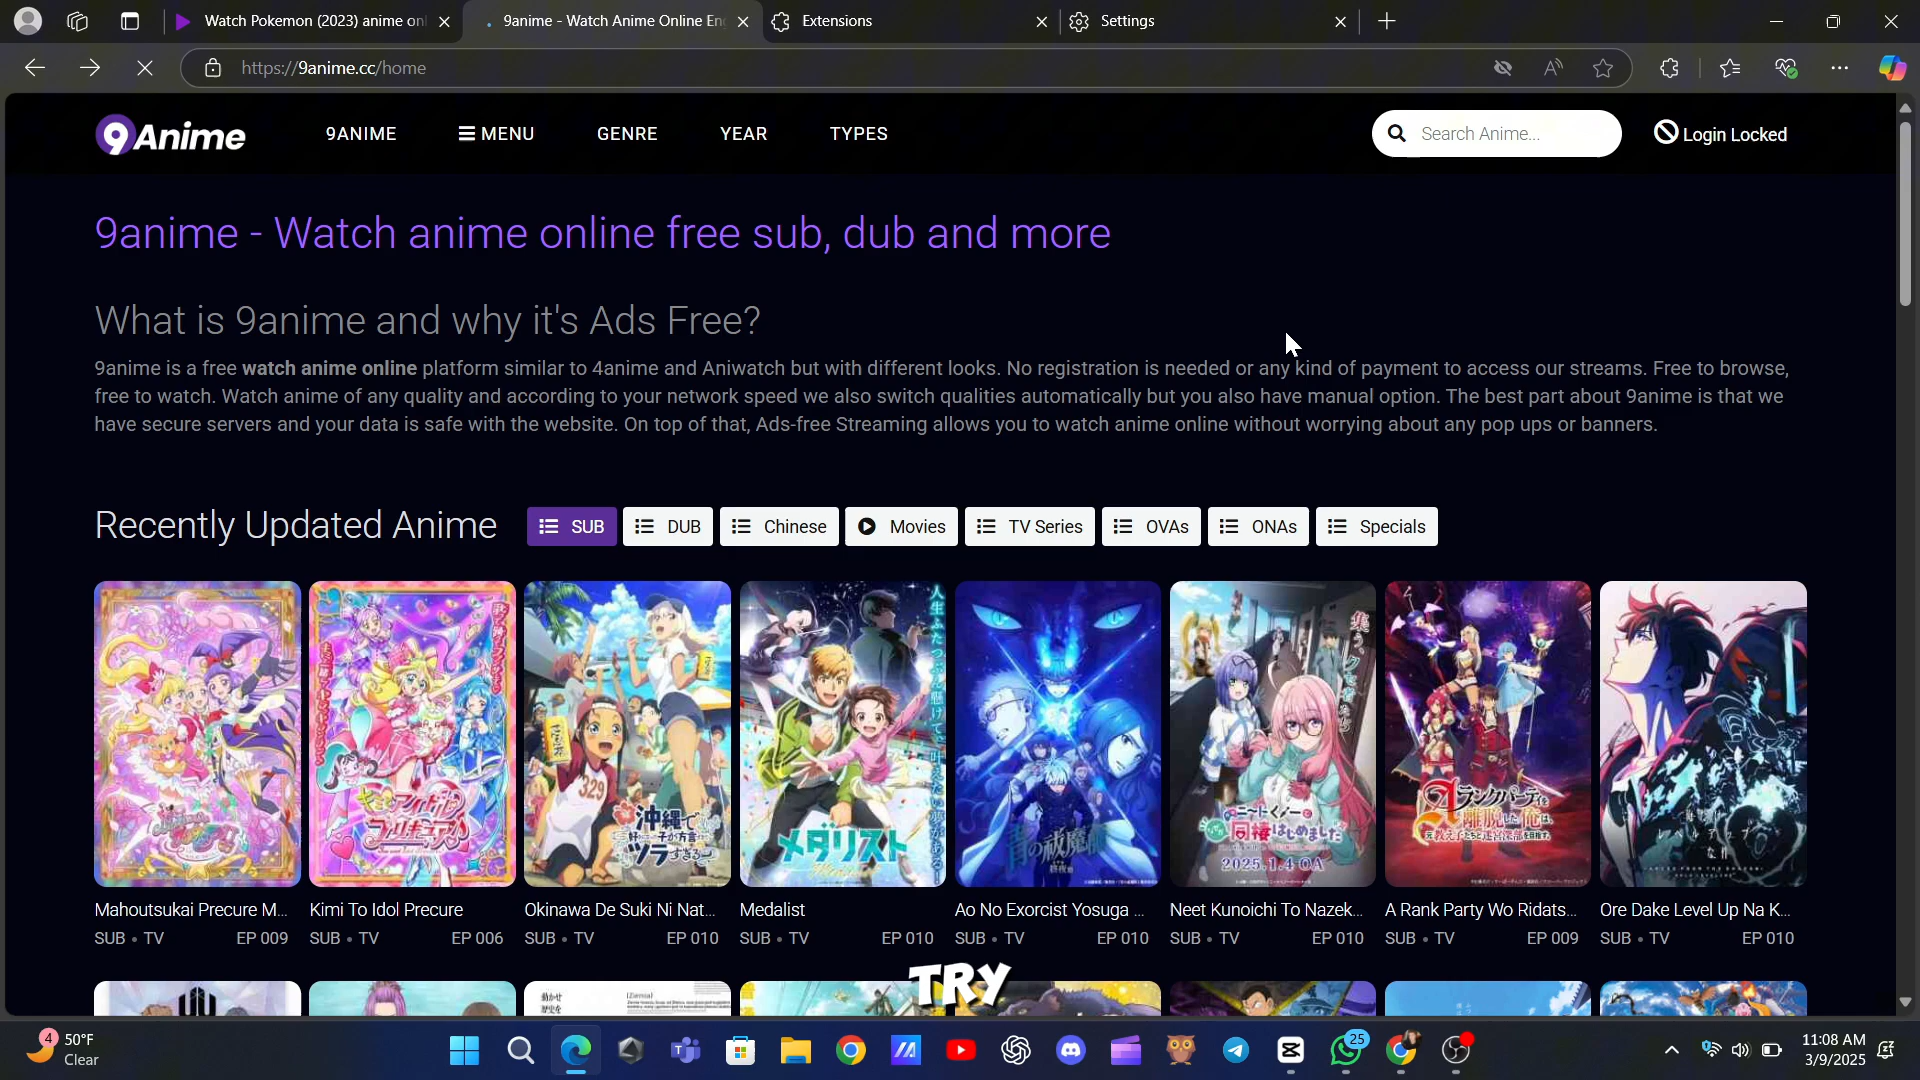 Watch Pokemon (2023) anime onl
9anime - Watch Anime Online En
Extensions
Settings
https://9anime.cc/home
9Anime
9ANIME
MENU
GENRE
YEAR
TYPES
Search Anime...
Login Locked
9anime - Watch anime online free sub, dub and more
What is 9anime and why it's Ads Free?
9anime is a free watch anime online platform similar to 4anime and Aniwatch but with different looks. No registration is needed or any kind of payment to access our streams. Free to browse,
free to watch. Watch anime of any quality and according to your network speed we also switch qualities automatically but you also have manual option. The best part about 9anime is that we
have secure servers and your data is safe with the website. On top of that, Ads-free Streaming allows you to watch anime online without worrying about any pop ups or banners.
Recently Updated Anime
SUB
DUB
Chinese
Movies
TV Series
OVAs
ONAs
Specials
329
メダリスト
2025.1.4 OA
Mahoutsukai Precure M...
Kimi To Idol Precure
Okinawa De Suki Ni Nat...
Medalist
Ao No Exorcist Yosuga ...
Neet Kunoichi To Nazek...
A Rank Party Wo Ridats...
Ore Dake Level Up Na K...
SUB • TV EP 009
SUB • TV EP 006
SUB • TV EP 010
SUB • TV EP 010
SUB • TV EP 010
SUB • TV EP 010
SUB • TV EP 009
SUB • TV EP 010
TRY
4
50°F
Clear
25
11:08 AM
3/9/2025